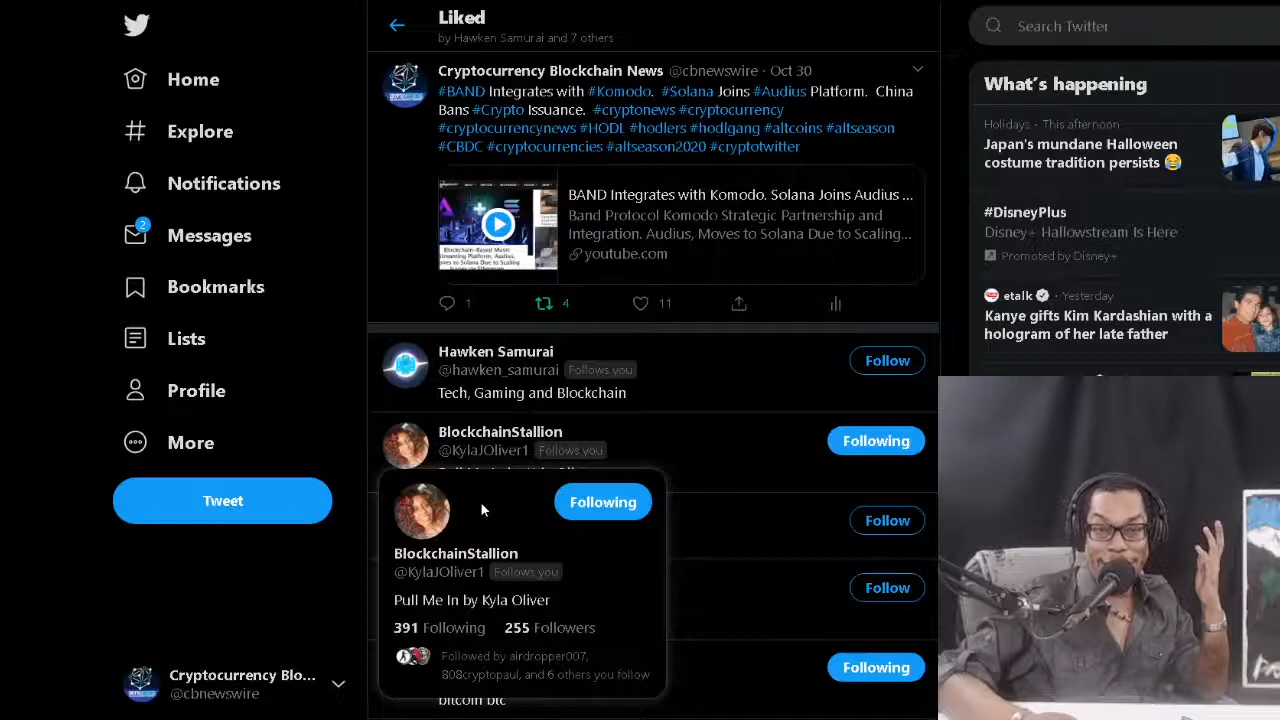 Home
Explore
Notifications
2
Messages
Bookmarks
Lists
Profile
More
Tweet
Cryptocurrency Blo...
@cbnewswire
Liked
by Hawken Samurai and 7 others
Cryptocurrency Blockchain News @cbnewswire · Oct 30
#BAND Integrates with #Komodo. #Solana Joins #Audius Platform. China
Bans #Crypto Issuance. #cryptonews #cryptocurrency
#cryptocurrencynews #HODL #hodlers #hodlgang #altcoins #altseason
#CBDC #cryptocurrencies #altseason2020 #cryptotwitter
Blockchain-Based Music
BAND Integrates with Komodo. Solana Joins Audius ...
Band Protocol Komodo Strategic Partnership and
Integration. Audius, Moves to Solana Due to Scaling...
youtube.com
1 4 11
Hawken Samurai
@hawken_samurai Follows you
Follow
Tech, Gaming and Blockchain
BlockchainStallion
@KylaJOliver1 Follows you
Following
Following
BlockchainStallion
@KylaJOliver1 Follows you
Pull Me In by Kyla Oliver
391 Following 255 Followers
Followed by airdropper007,
808cryptopaul, and 6 others you follow
Follow
Follow
Following
bitcoin btc
Search Twitter
What's happening
Holidays · This afternoon
Japan's mundane Halloween
costume tradition persists 😂
#DisneyPlus
Disney+ Hallowstream Is Here
Promoted by Disney+
etalk · Yesterday
Kanye gifts Kim Kardashian with a
hologram of her late father